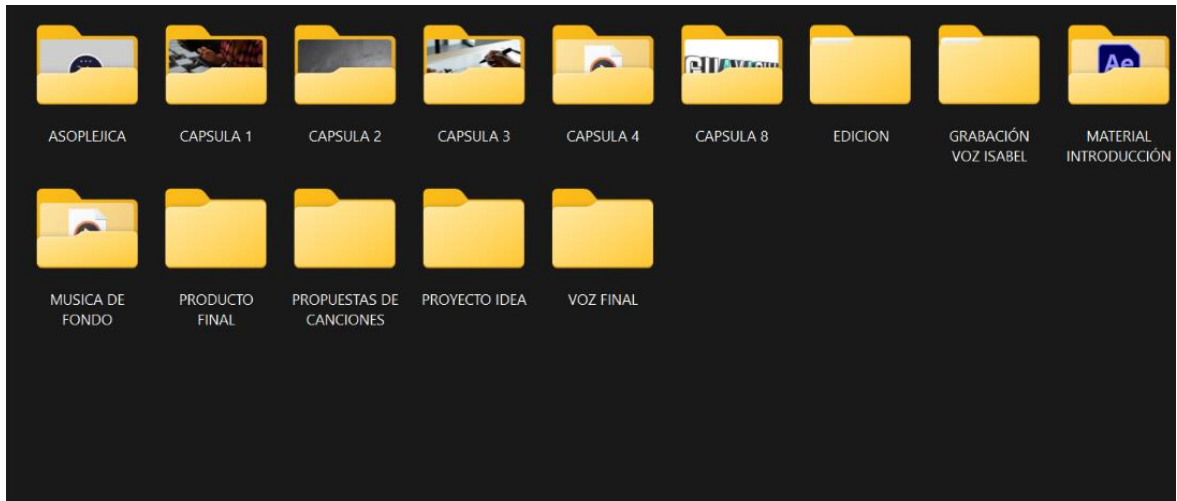 ASOPLEJICA
CAPSULA 1
CAPSULA 2
CAPSULA 3
CAPSULA 4
CAPSULA 8
EDICION
GRABACIÓN
VOZ ISABEL
Ae
MATERIAL
INTRODUCCIÓN
MUSICA DE
FONDO
PRODUCTO
FINAL
PROPUESTAS DE
CANCIONES
PROYECTO IDEA
VOZ FINAL